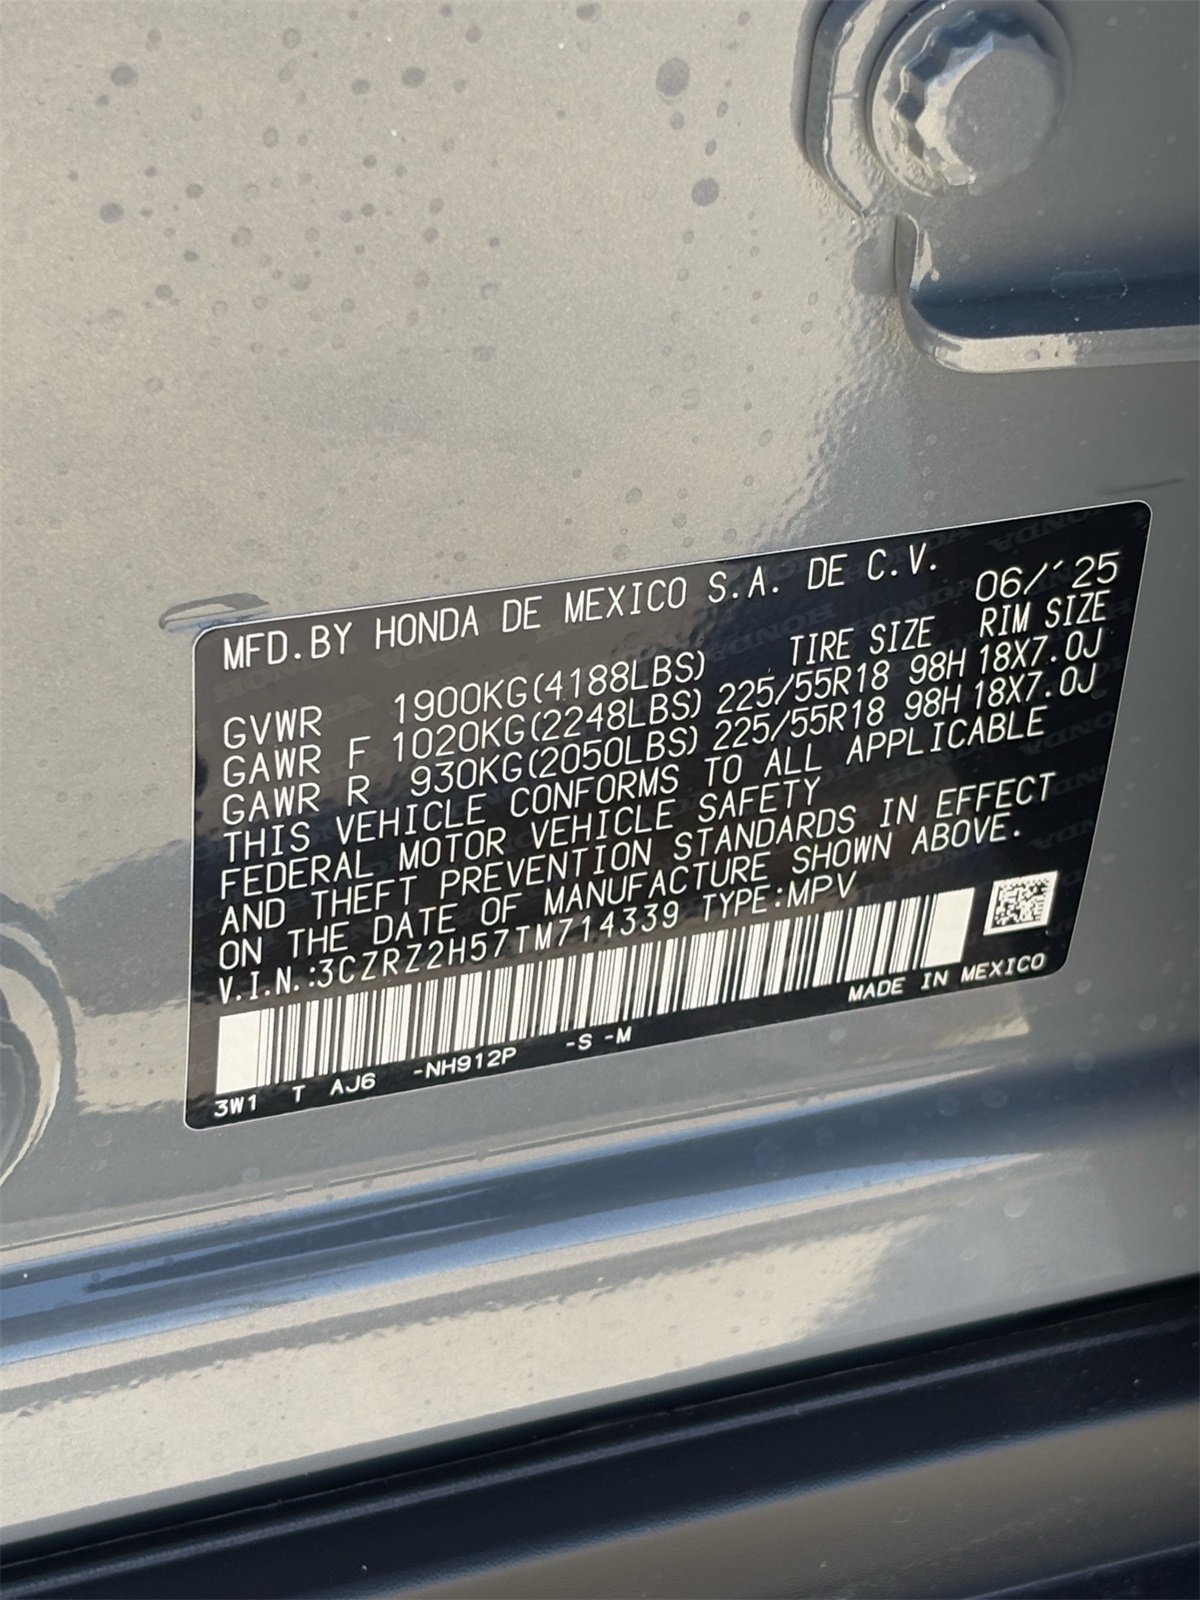 MFD.BY HONDA DE MEXICO S.A. DE C.V. 06/'25
TIRE SIZE RIM SIZE
GVWR 1900KG(4188LBS)
GAWR F 1020KG(2248LBS) 225/55R18 98H 18X7.0J
GAWR R 930KG(2050LBS) 225/55R18 98H 18X7.0J
THIS VEHICLE CONFORMS TO ALL APPLICABLE
FEDERAL MOTOR VEHICLE SAFETY
AND THEFT PREVENTION STANDARDS IN EFFECT
ON THE DATE OF MANUFACTURE SHOWN ABOVE.
V.I.N.:3CZRZ2H57TM714339 TYPE:MPV
MADE IN MEXICO
3W1 T AJ6 -NH912P -S -M